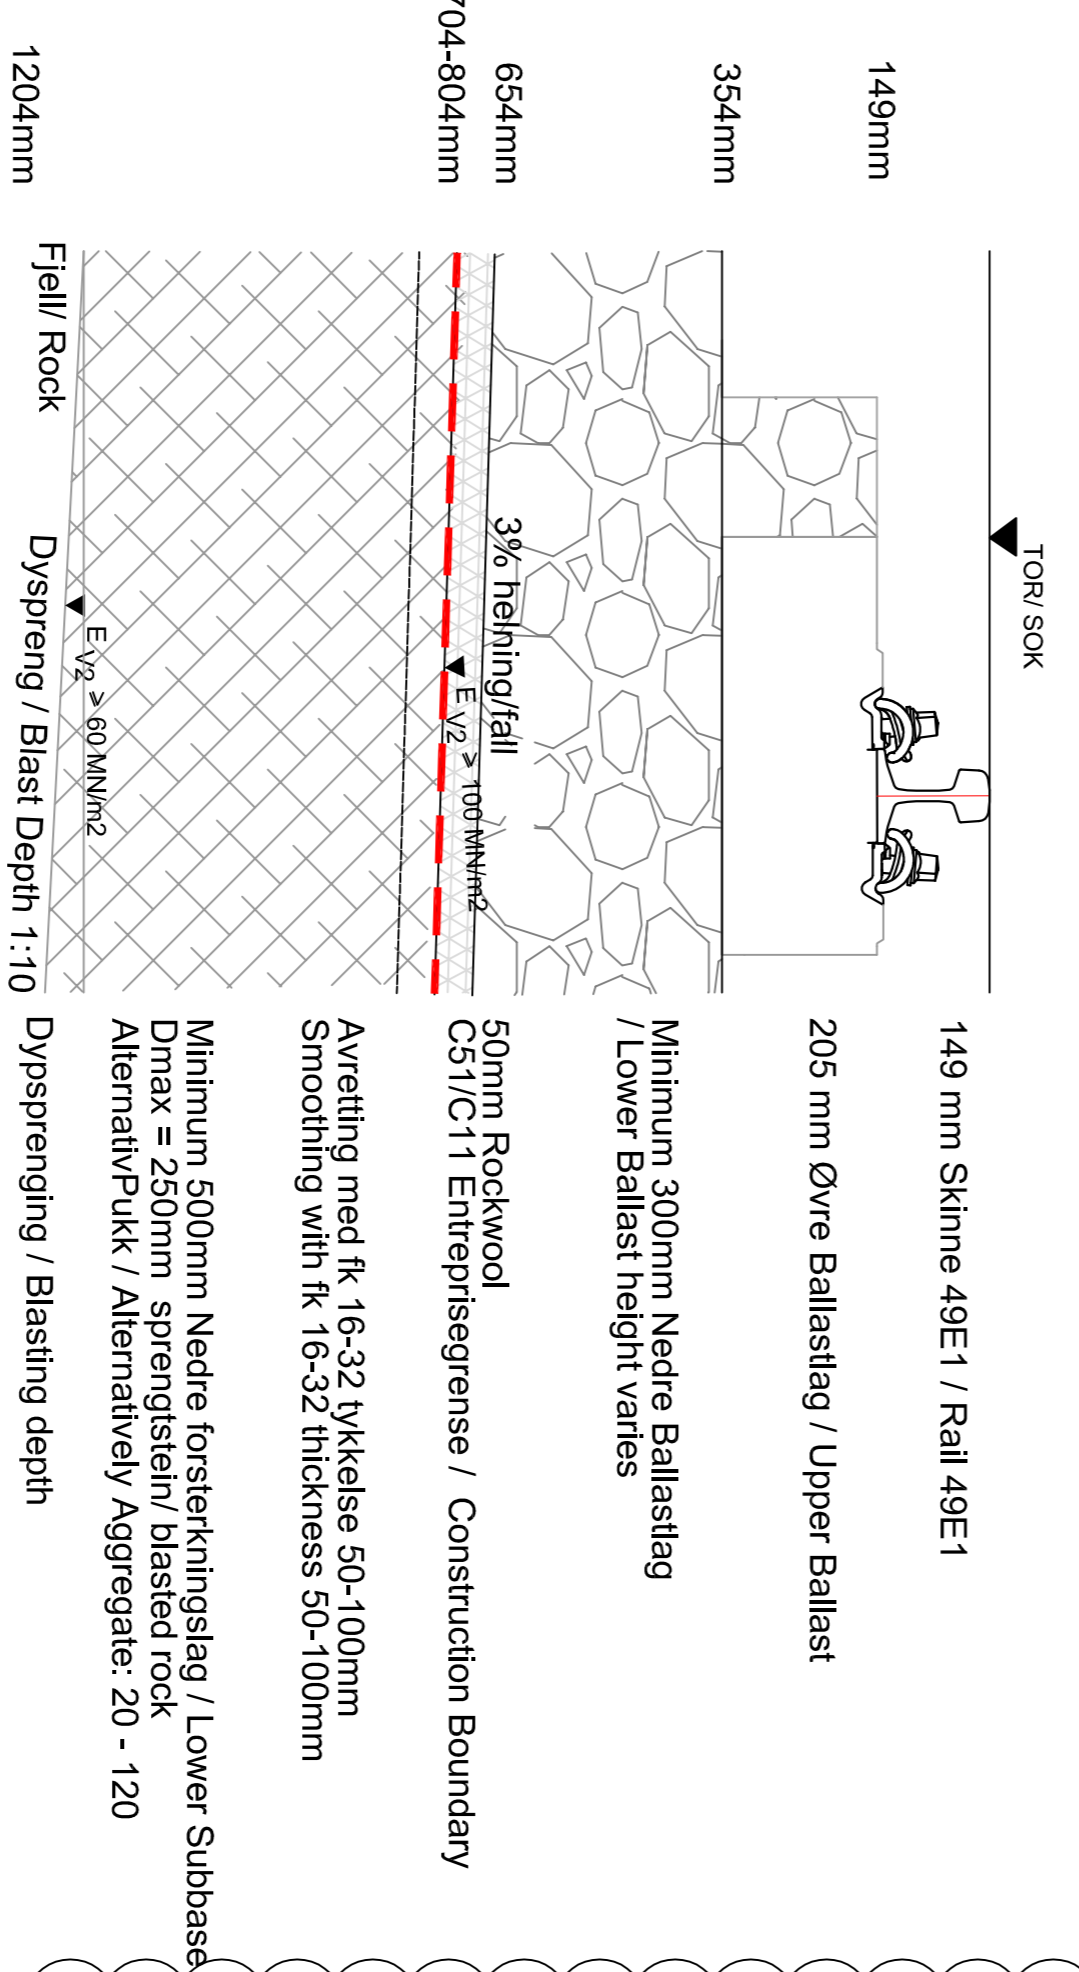 TOR/ SOK
149mm
354mm
654mm
704-804mm
1204mm
3% helning/fall
E V2 ≥ 100 MN/m2
E V2 ≥ 60 MN/m2
Fjell/ Rock
Dyspreng / Blast Depth 1:10
149 mm Skinne 49E1 / Rail 49E1
205 mm Øvre Ballastlag / Upper Ballast
Minimum 300mm Nedre Ballastlag
/ Lower Ballast height varies
50mm Rockwool
C51/C11 Entreprisegrense / Construction Boundary
Avretting med fk 16-32 tykkelse 50-100mm
Smoothing with fk 16-32 thickness 50-100mm
Minimum 500mm Nedre forsterkningslag / Lower Subbase
Dmax = 250mm sprengtstein/ blasted rock
AlternativPukk / Alternatively Aggregate: 20 - 120
Dypsprenging / Blasting depth